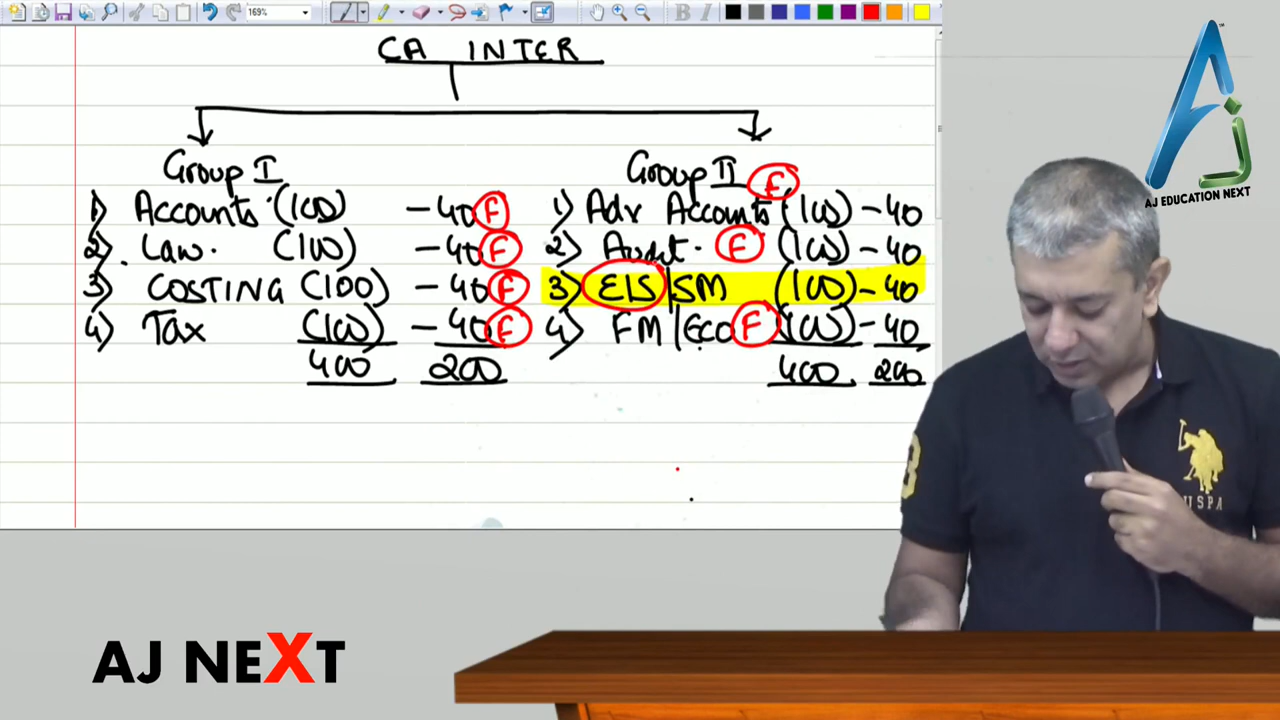 169%
B I
CA INTER
Group I
1) Accounts (100) - 40 F
2) Law. (100) - 40 F
3) COSTING (100) - 40 F
4) Tax (100) - 40 F
400 200
Group II F
1) Adv Accounts (100) - 40
2) Audit. F (100) - 40
3) EIS|SM (100) - 40
4) FM|Eco F (100) - 40
400 200
AJ EDUCATION NEXT
3
USPA
AJ NEXT